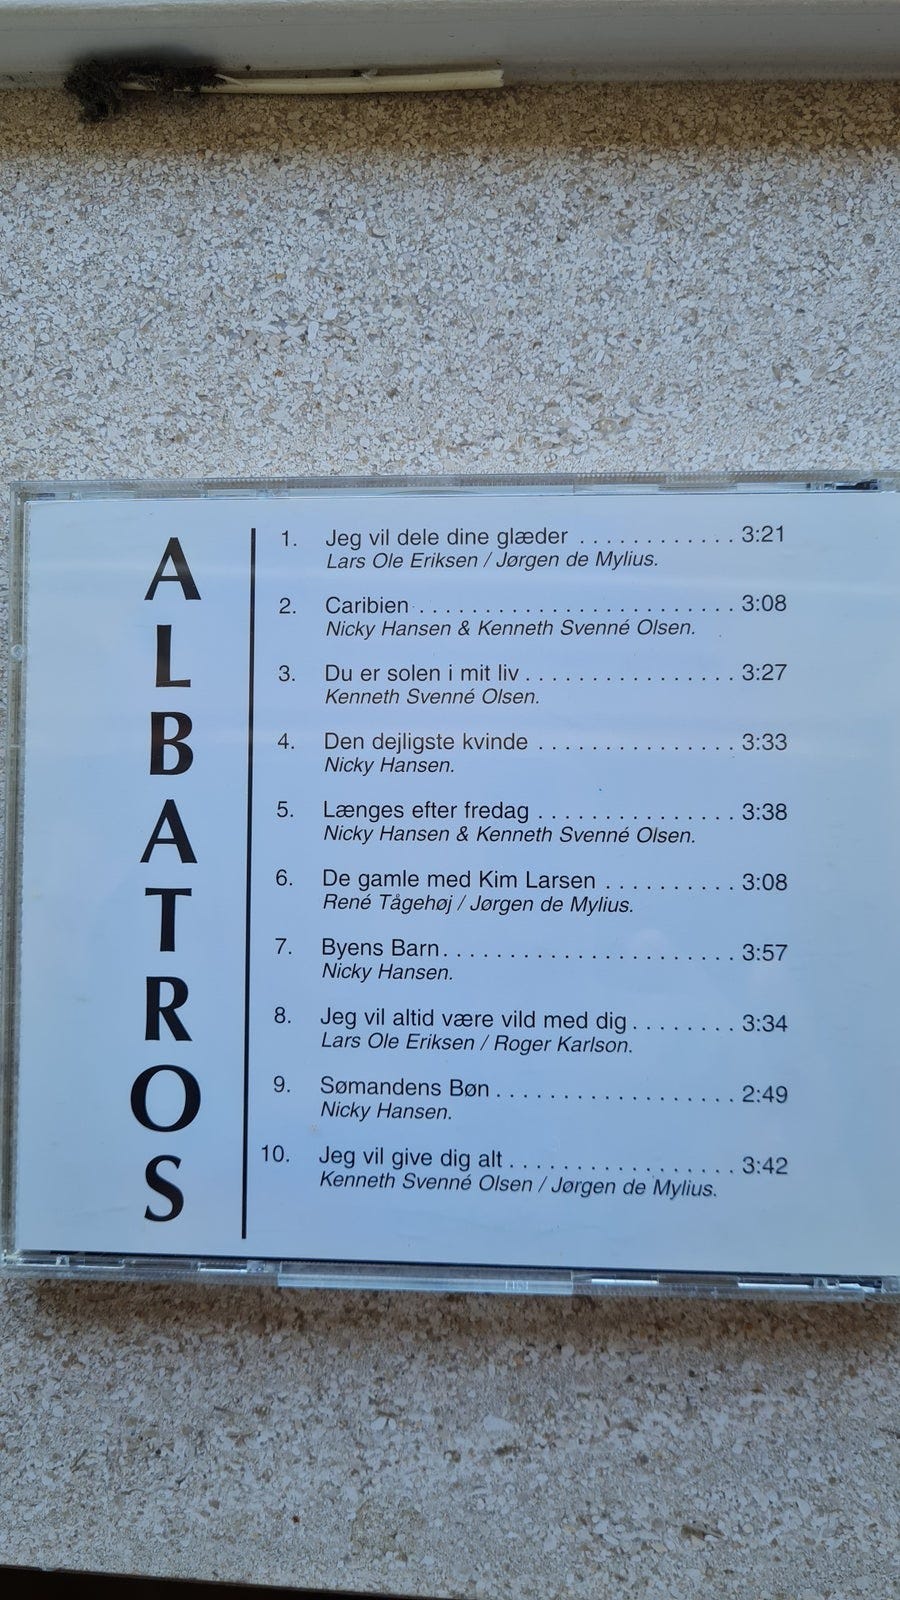 ALBATROS
1. Jeg vil dele dine glæder . . . . . . . . . . . . 3:21
Lars Ole Eriksen / Jørgen de Mylius.
2. Caribien . . . . . . . . . . . . . . . . . . . . . . . . . 3:08
Nicky Hansen & Kenneth Svenné Olsen.
3. Du er solen i mit liv . . . . . . . . . . . . . . . . 3:27
Kenneth Svenné Olsen.
4. Den dejligste kvinde . . . . . . . . . . . . . . . 3:33
Nicky Hansen.
5. Længes efter fredag . . . . . . . . . . . . . . . 3:38
Nicky Hansen & Kenneth Svenné Olsen.
6. De gamle med Kim Larsen . . . . . . . . . . 3:08
René Tågehøj / Jørgen de Mylius.
7. Byens Barn . . . . . . . . . . . . . . . . . . . . . . 3:57
Nicky Hansen.
8. Jeg vil altid være vild med dig . . . . . . . . 3:34
Lars Ole Eriksen / Roger Karlson.
9. Sømandens Bøn . . . . . . . . . . . . . . . . . . 2:49
Nicky Hansen.
10. Jeg vil give dig alt . . . . . . . . . . . . . . . . . 3:42
Kenneth Svenné Olsen / Jørgen de Mylius.